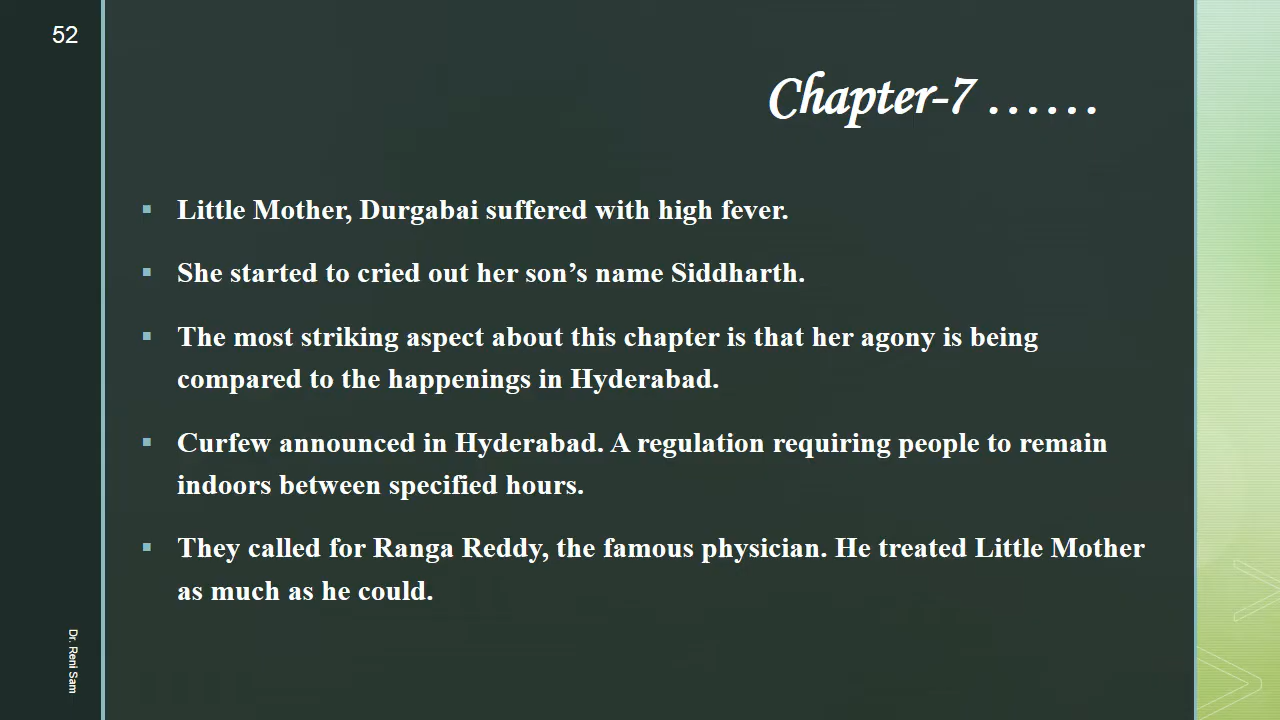 52
Chapter-7 ......
▪ Little Mother, Durgabai suffered with high fever.
▪ She started to cried out her son’s name Siddharth.
▪ The most striking aspect about this chapter is that her agony is being
compared to the happenings in Hyderabad.
▪ Curfew announced in Hyderabad. A regulation requiring people to remain
indoors between specified hours.
▪ They called for Ranga Reddy, the famous physician. He treated Little Mother
as much as he could.
Dr. Reni Sam